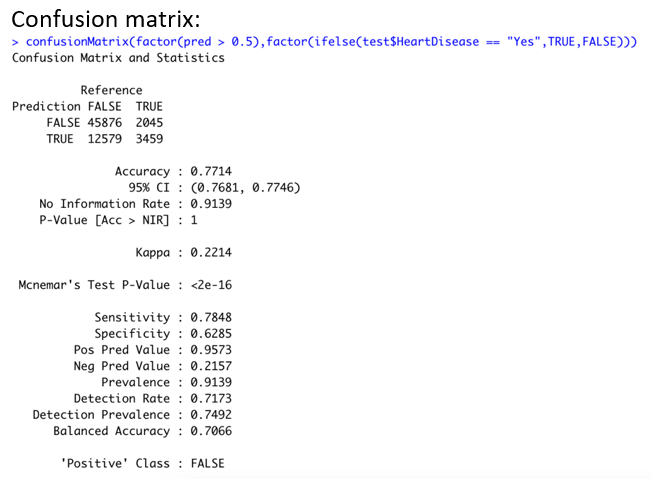 Confusion matrix:
> confusionMatrix(factor(pred > 0.5),factor(ifelse(test$HeartDisease == "Yes",TRUE,FALSE)))
Confusion Matrix and Statistics
Reference
Prediction FALSE TRUE
FALSE 45876 2045
TRUE 12579 3459
Accuracy : 0.7714
95% CI : (0.7681, 0.7746)
No Information Rate : 0.9139
P-Value [Acc > NIR] : 1
Kappa : 0.2214
Mcnemar's Test P-Value : <2e-16
Sensitivity : 0.7848
Specificity : 0.6285
Pos Pred Value : 0.9573
Neg Pred Value : 0.2157
Prevalence : 0.9139
Detection Rate : 0.7173
Detection Prevalence : 0.7492
Balanced Accuracy : 0.7066
'Positive' Class : FALSE